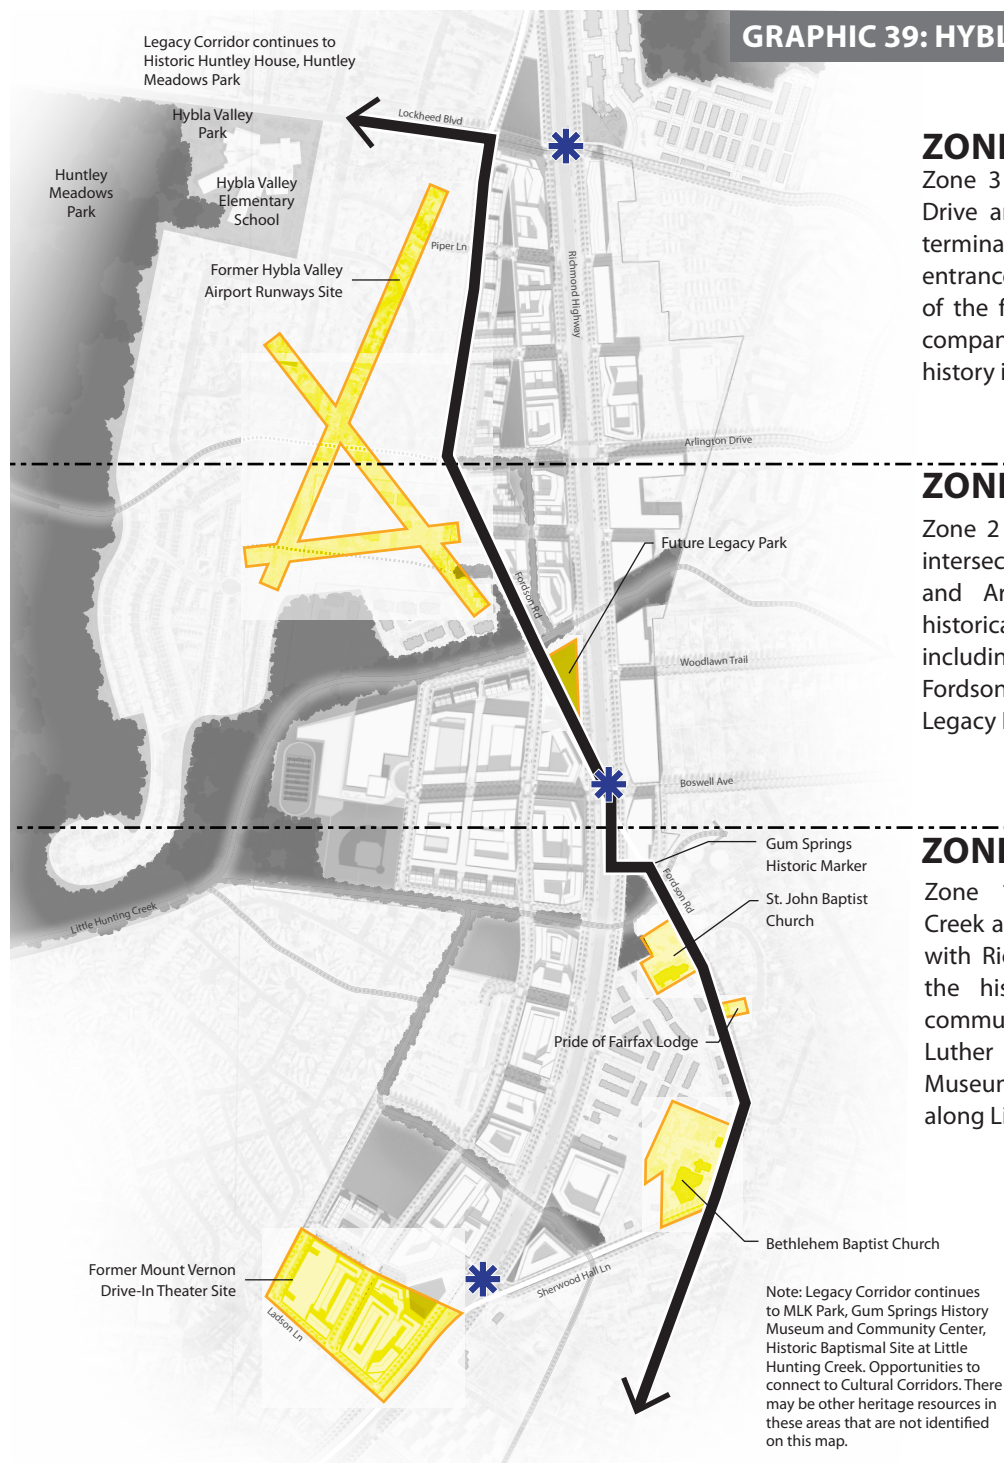 GRAPHIC 39: HYBL
Legacy Corridor continues to
Historic Huntley House, Huntley
Meadows Park
Lockheed Blvd
Hybla Valley
Park
Huntley
Meadows
Park
Hybla Valley
Elementary
School
Piper Ln
Former Hybla Valley
Airport Runways Site
Richmond Highway
Arlington Drive
ZONE
Zone 3
Drive an
termina
entrance
of the f
compan
history i
Future Legacy Park
Fordson Rd
Woodlawn Trail
Boswell Ave
ZONE
Zone 2
intersec
and Ar
historica
includin
Fordson
Legacy
Gum Springs
Historic Marker
Fordson Rd
St. John Baptist
Church
Little Hunting Creek
Pride of Fairfax Lodge
ZONE
Zone
Creek a
with Ri
the his
commu
Luther
Museum
along Li
Bethlehem Baptist Church
Former Mount Vernon
Drive-In Theater Site
Sherwood Hall Ln
Ladson Ln
Note: Legacy Corridor continues
to MLK Park, Gum Springs History
Museum and Community Center,
Historic Baptismal Site at Little
Hunting Creek. Opportunities to
connect to Cultural Corridors. There
may be other heritage resources in
these areas that are not identified
on this map.